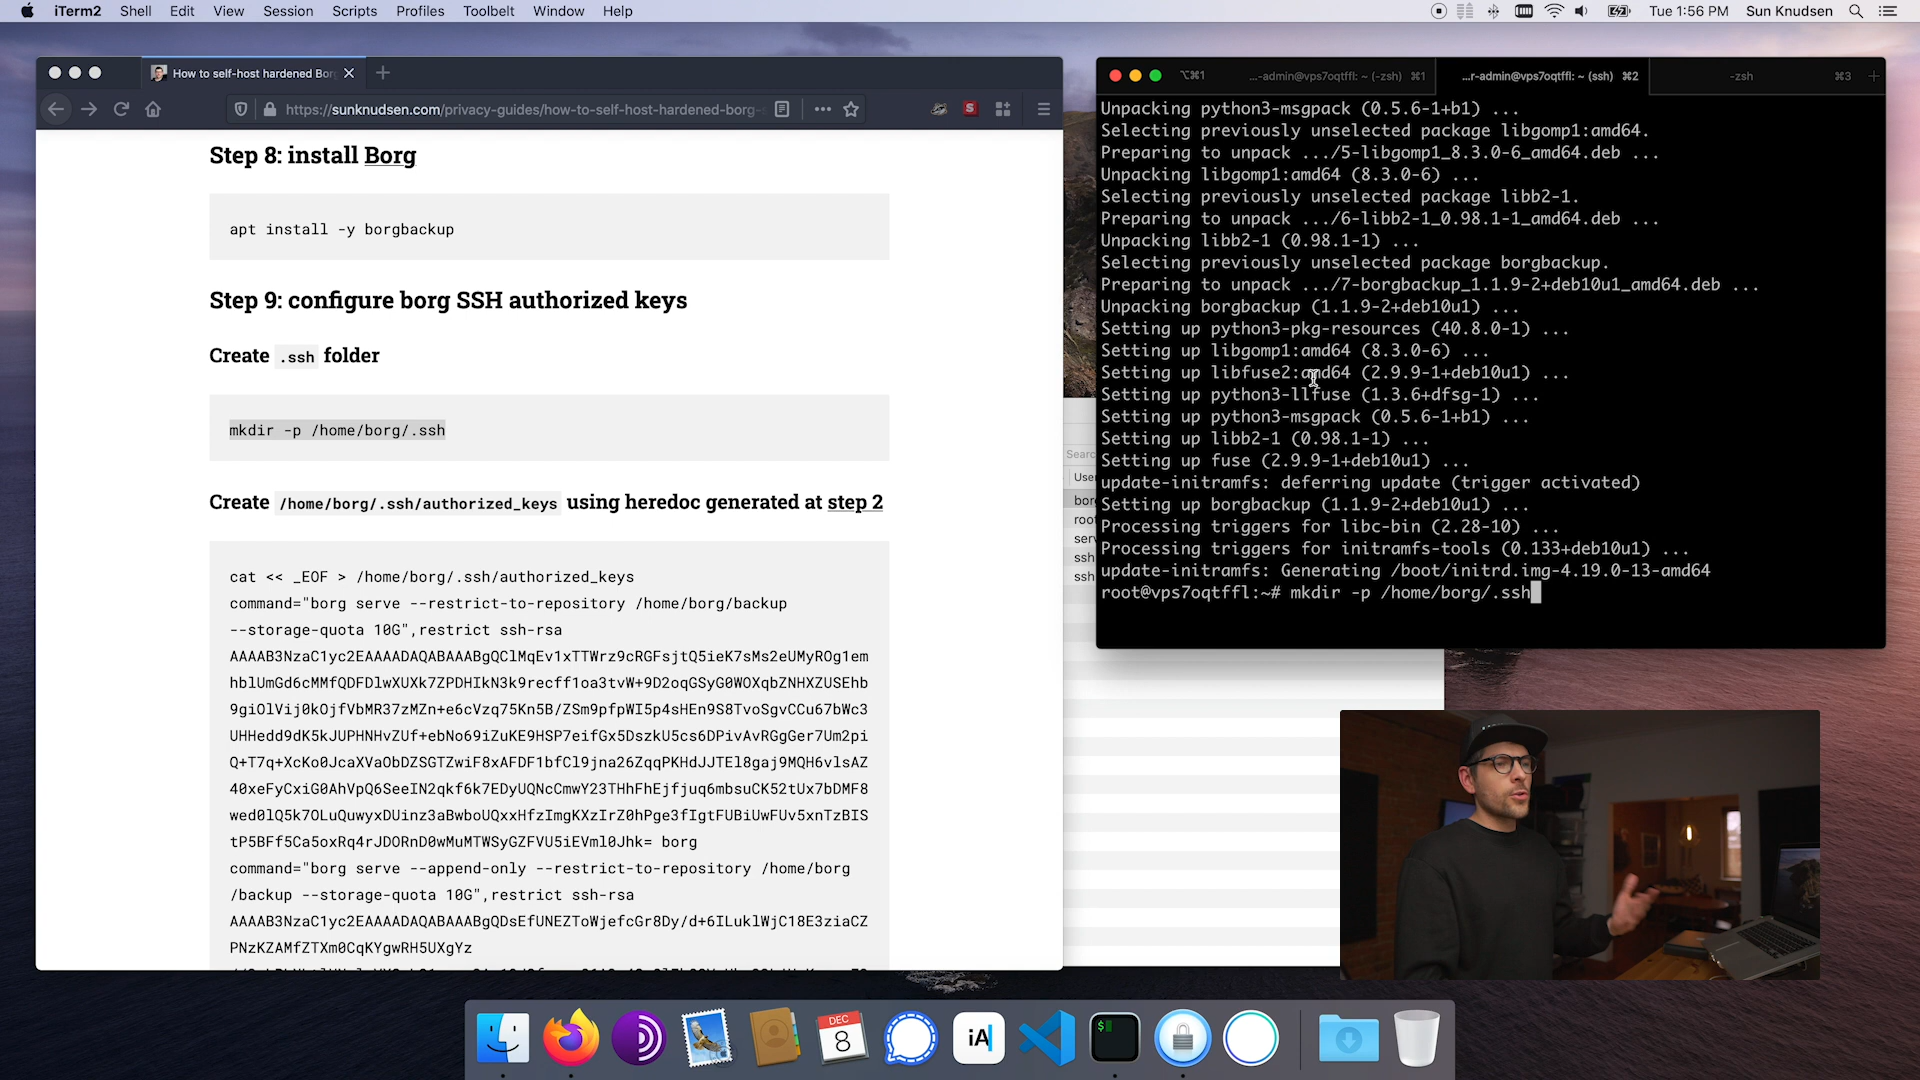 iTerm2 Shell Edit View Session Scripts Profiles Toolbelt Window Help
Tue 1:56 PM Sun Knudsen
How to self-host hardened Bor
https://sunknudsen.com/privacy-guides/how-to-self-host-hardened-borg-
S
Step 8: install Borg
apt install -y borgbackup
Step 9: configure borg SSH authorized keys
Create .ssh folder
mkdir -p /home/borg/.ssh
Create /home/borg/.ssh/authorized_keys using heredoc generated at step 2
cat << _EOF > /home/borg/.ssh/authorized_keys
command="borg serve --restrict-to-repository /home/borg/backup
--storage-quota 10G",restrict ssh-rsa
AAAAB3NzaC1yc2EAAAADAQABAAABgQClMqEv1xTTWrz9cRGFsjtQ5ieK7sMs2eUMyROg1em
hblUmGd6cMMfQDFDlwXUXk7ZPDHIkN3k9recff1oa3tvW+9D2oqGSyG0WOXqbZNHXZUSEhb
9giOlVij0kOjfVbMR37zMZn+e6cVzq75Kn5B/ZSm9pfpWI5p4sHEn9S8TvoSgvCCu67bWc3
UHHedd9dK5kJUPHNHvZUf+ebNo69iZuKE9HSP7eifGx5DszkU5cs6DPivAvRGgGer7Um2pi
Q+T7q+XcKo0JcaXVaObDZSGTZwiF8xAFDF1bfCl9jna26ZqqPKHdJJTEl8gaj9MQH6vlsAZ
40xeFyCxiG0AhVpQ6SeeIN2qkf6k7EDyUQNcCmwY23THhFhEjfjuq6mbsuCK52tUx7bDMF8
wed0lQ5k7OLuQuwyxDUinz3aBwboUQxxHfzImgKXzIrZ0hPge3fIgtFUBiUwFUv5xnTzBIS
tP5BFf5Ca5oxRq4rJDORnD0wMuMTWSyGZFVU5iEVml0Jhk= borg
command="borg serve --append-only --restrict-to-repository /home/borg
/backup --storage-quota 10G",restrict ssh-rsa
AAAAB3NzaC1yc2EAAAADAQABAAABgQDsEfUNEZToWjefcGr8Dy/d+6ILuklWjC18E3ziaCZ
PNzKZAMfZTXm0CqKYgwRH5UXgYz
Searc
User
bor
root
serv
ssh
ssh
⌥⌘1 ...-admin@vps7oqtffl: ~ (-zsh) ⌘1 ...r-admin@vps7oqtffl: ~ (ssh) ⌘2 -zsh ⌘3
Unpacking python3-msgpack (0.5.6-1+b1) ...
Selecting previously unselected package libgomp1:amd64.
Preparing to unpack .../5-libgomp1_8.3.0-6_amd64.deb ...
Unpacking libgomp1:amd64 (8.3.0-6) ...
Selecting previously unselected package libb2-1.
Preparing to unpack .../6-libb2-1_0.98.1-1_amd64.deb ...
Unpacking libb2-1 (0.98.1-1) ...
Selecting previously unselected package borgbackup.
Preparing to unpack .../7-borgbackup_1.1.9-2+deb10u1_amd64.deb ...
Unpacking borgbackup (1.1.9-2+deb10u1) ...
Setting up python3-pkg-resources (40.8.0-1) ...
Setting up libgomp1:amd64 (8.3.0-6) ...
Setting up libfuse2:amd64 (2.9.9-1+deb10u1) ...
Setting up python3-llfuse (1.3.6+dfsg-1) ...
Setting up python3-msgpack (0.5.6-1+b1) ...
Setting up libb2-1 (0.98.1-1) ...
Setting up fuse (2.9.9-1+deb10u1) ...
update-initramfs: deferring update (trigger activated)
Setting up borgbackup (1.1.9-2+deb10u1) ...
Processing triggers for libc-bin (2.28-10) ...
Processing triggers for initramfs-tools (0.133+deb10u1) ...
update-initramfs: Generating /boot/initrd.img-4.19.0-13-amd64
root@vps7oqtffl:~# mkdir -p /home/borg/.ssh
DEC
8
iA
$